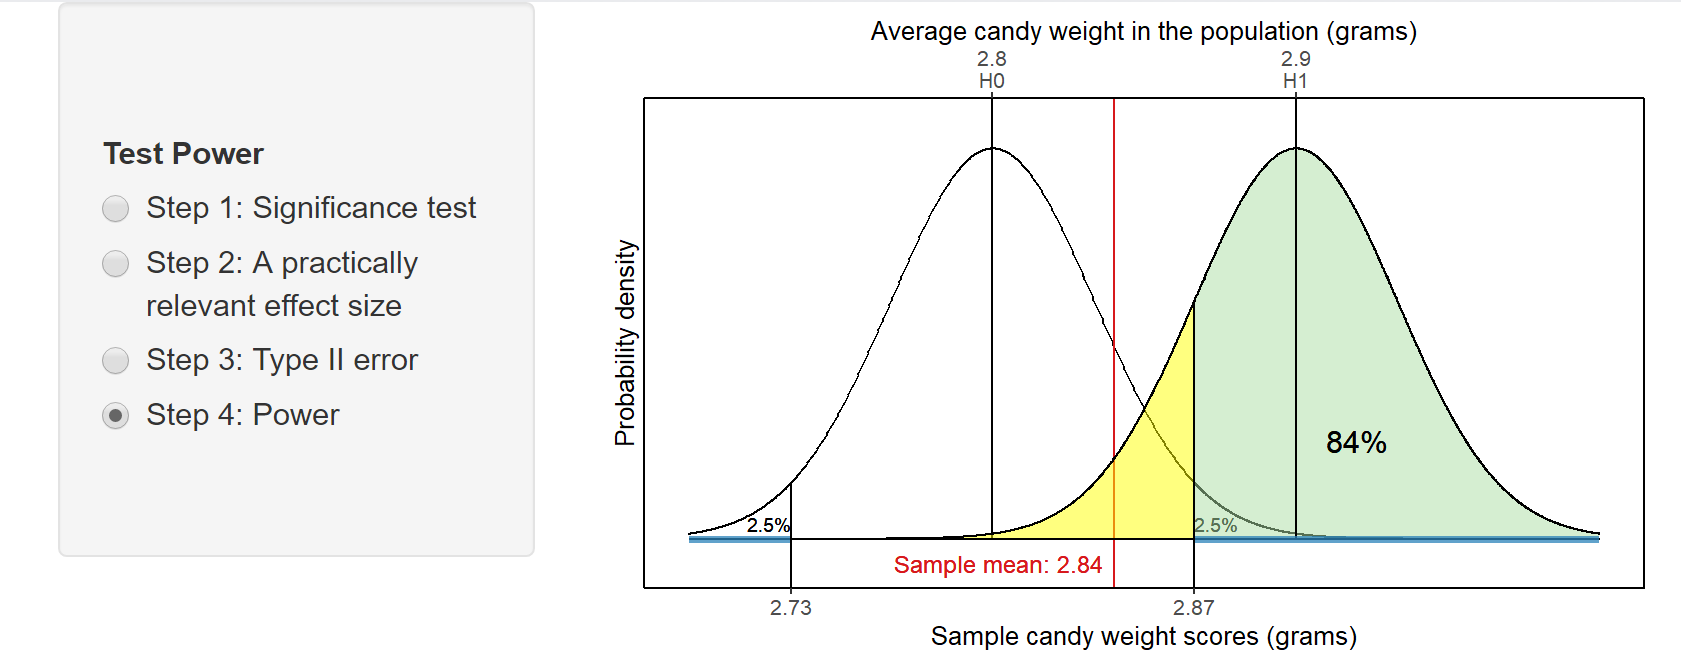 Test Power
Step 1: Significance test
Step 2: A practically
relevant effect size
Step 3: Type II error
Step 4: Power
Average candy weight in the population (grams)
2.8
H0
2.9
H1
Probability density
84%
2.5%
2.5%
Sample mean: 2.84
2.73
2.87
Sample candy weight scores (grams)